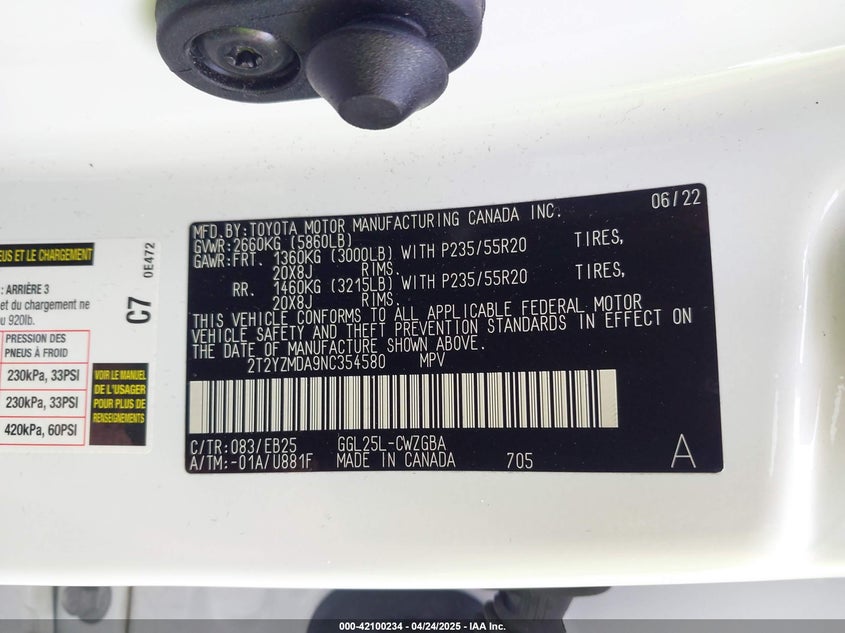 MFD. BY: TOYOTA MOTOR MANUFACTURING CANADA INC. 06/22
GVWR: 2660KG (5860LB)
GAWR: FRT. 1360KG (3000LB) WITH P235/55R20 TIRES,
20X8J RIMS.
RR. 1460KG (3215LB) WITH P235/55R20 TIRES,
20X8J RIMS.
THIS VEHICLE CONFORMS TO ALL APPLICABLE FEDERAL MOTOR
VEHICLE SAFETY AND THEFT PREVENTION STANDARDS IN EFFECT ON
THE DATE OF MANUFACTURE SHOWN ABOVE.
2T2YZMDA9NC354580 MPV
C/TR: 083/EB25 GGL25L-CWZGBA
A/TM: -01A/U881F MADE IN CANADA 705 A
EUS ET LE CHARGEMENT
: ARRIÈRE 3
et du chargement ne
u 920lb.
PRESSION DES
PNEUS À FROID
230kPa, 33PSI
230kPa, 33PSI
420kPa, 60PSI
VOIR LE MANUEL
DE L'USAGER
POUR PLUS DE
RENSEIGNEMENTS
C7 0E472
000-42100234 - 04/24/2025 - IAA Inc.